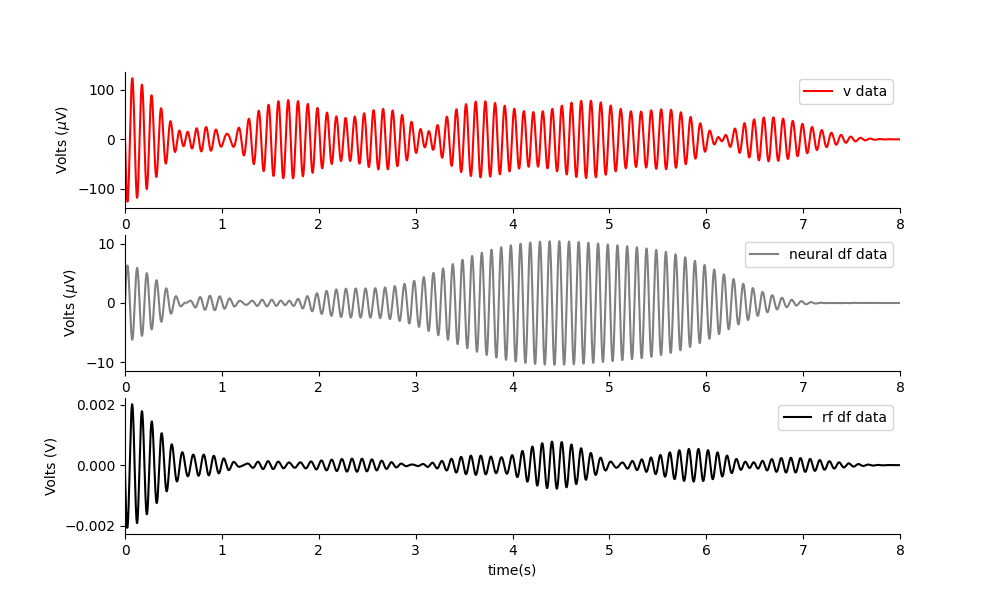 100
0
−100
Volts (μV)
v data
0 1 2 3 4 5 6 7 8
10
0
−10
Volts (μV)
neural df data
0 1 2 3 4 5 6 7 8
0.002
0.000
−0.002
Volts (V)
rf df data
0 1 2 3 4 5 6 7 8
time(s)